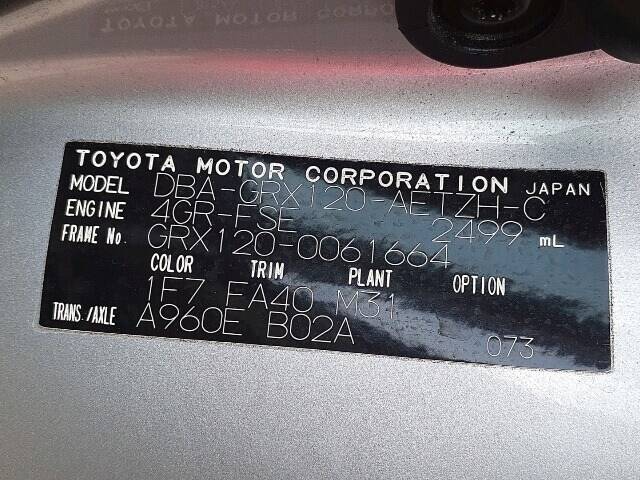 TOYOTA MOTOR CORPORATION JAPAN
MODEL DBA-GRX120-AETZH-C
ENGINE 4GR-FSE 2499 mL
FRAME No. GRX120-0061664
COLOR TRIM PLANT OPTION
1F7 FA40 M31
TRANS./AXLE A960E B02A 073